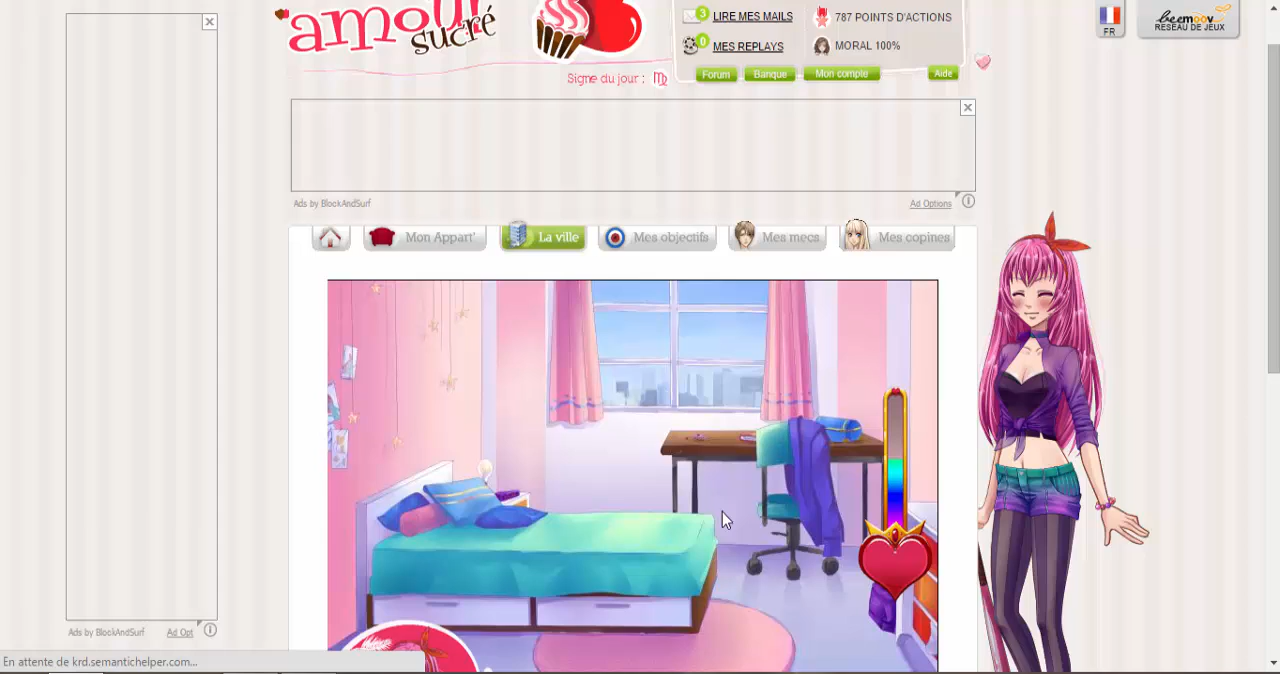 amour
sucré
3
LIRE MES MAILS
787 POINTS D'ACTIONS
0
MES REPLAYS
MORAL 100%
Signe du jour : ♍
Forum
Banque
Mon compte
Aide
FR
beemoov
RESEAU DE JEUX
Ads by BlockAndSurf
Ad Options
Mon Appart'
La ville
Mes objectifs
Mes mecs
Mes copines
Ads by BlockAndSurf
Ad Opt
En attente de krd.semantichelper.com...